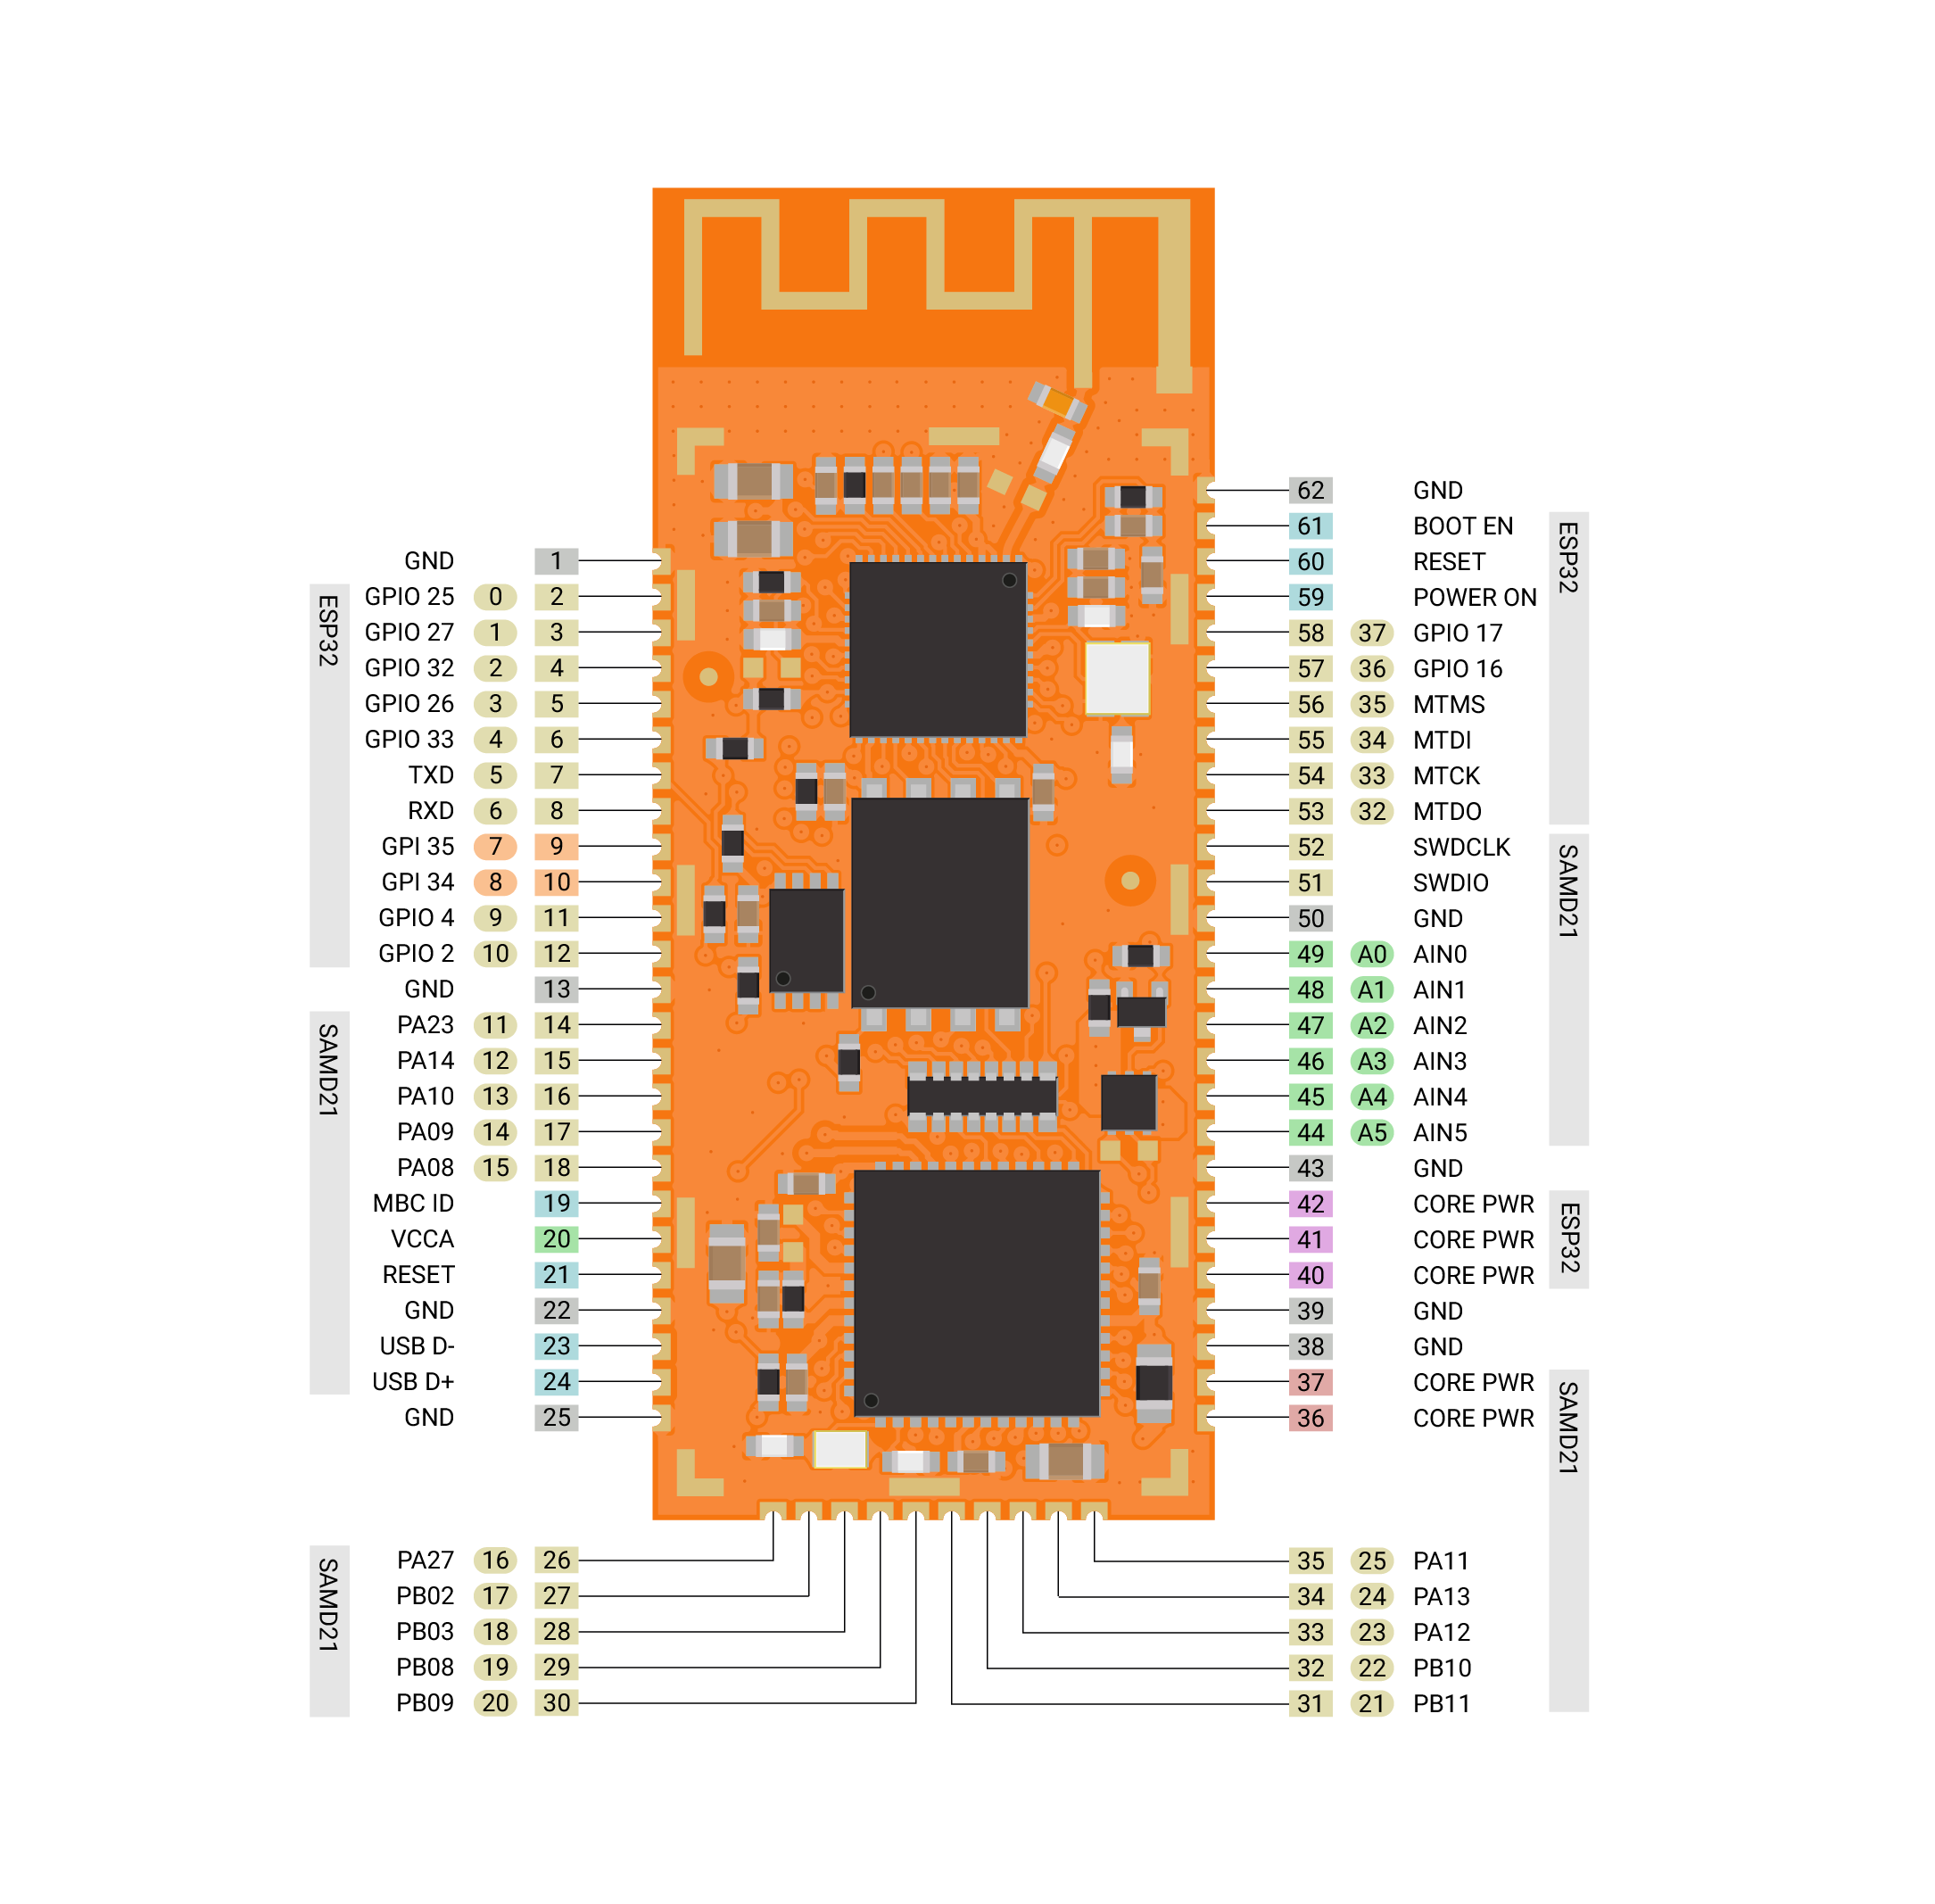 62 GND
61 BOOT EN
60 RESET
59 POWER ON
58 37 GPIO 17
57 36 GPIO 16
56 35 MTMS
55 34 MTDI
54 33 MTCK
53 32 MTDO
ESP32
52 SWDCLK
51 SWDIO
50 GND
49 A0 AIN0
48 A1 AIN1
47 A2 AIN2
46 A3 AIN3
45 A4 AIN4
44 A5 AIN5
SAMD21
43 GND
42 CORE PWR
41 CORE PWR
40 CORE PWR
ESP32
39 GND
38 GND
37 CORE PWR
36 CORE PWR
SAMD21
GND 1
ESP32
GPIO 25 0 2
GPIO 27 1 3
GPIO 32 2 4
GPIO 26 3 5
GPIO 33 4 6
TXD 5 7
RXD 6 8
GPI 35 7 9
GPI 34 8 10
GPIO 4 9 11
GPIO 2 10 12
GND 13
SAMD21
PA23 11 14
PA14 12 15
PA10 13 16
PA09 14 17
PA08 15 18
MBC ID 19
VCCA 20
RESET 21
GND 22
USB D- 23
USB D+ 24
GND 25
SAMD21
PA27 16 26
PB02 17 27
PB03 18 28
PB08 19 29
PB09 20 30
35 25 PA11
34 24 PA13
33 23 PA12
32 22 PB10
31 21 PB11